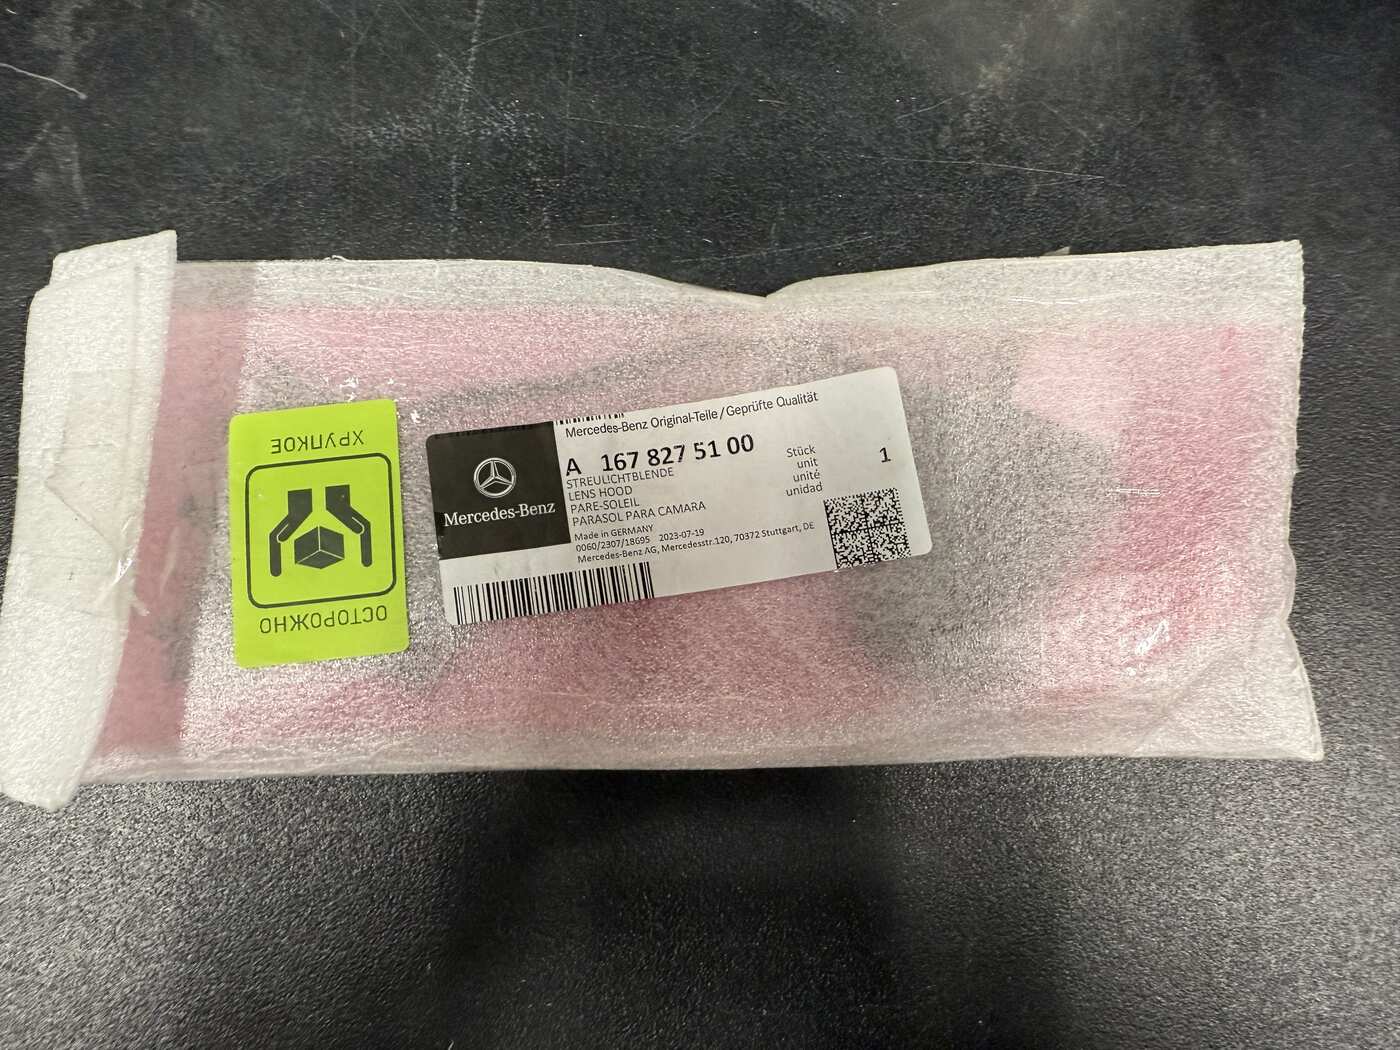 ХРУПКОЕ
ОСТОРОЖНО
Mercedes-Benz
Mercedes-Benz Original-Teile / Geprüfte Qualität
A 167 827 51 00
STREULICHTBLENDE
LENS HOOD
PARE-SOLEIL
PARASOL PARA CAMARA
Stück
unit
unité
unidad
1
Made in GERMANY
0060/2307/18695 2023-07-19
Mercedes-Benz AG, Mercedesstr.120, 70372 Stuttgart, DE